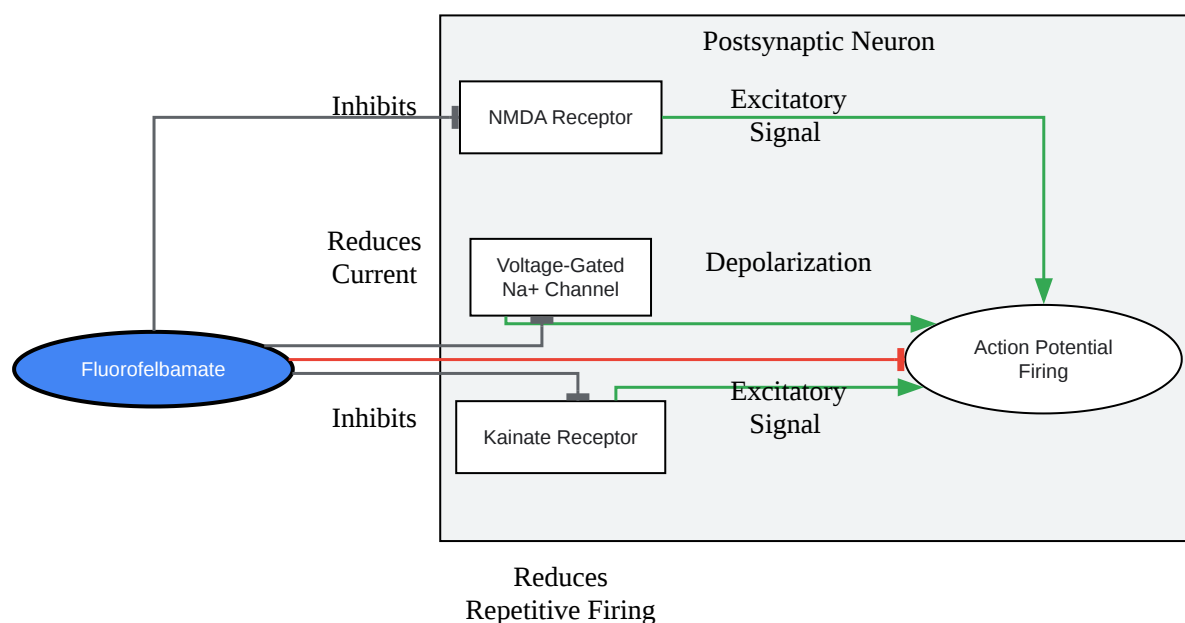 Postsynaptic Neuron
Inhibits
NMDA Receptor
Excitatory
Signal
Reduces
Current
Voltage-Gated
Na+ Channel
Depolarization
Fluorofelbamate
Action Potential
Firing
Inhibits
Kainate Receptor
Excitatory
Signal
Reduces
Repetitive Firing